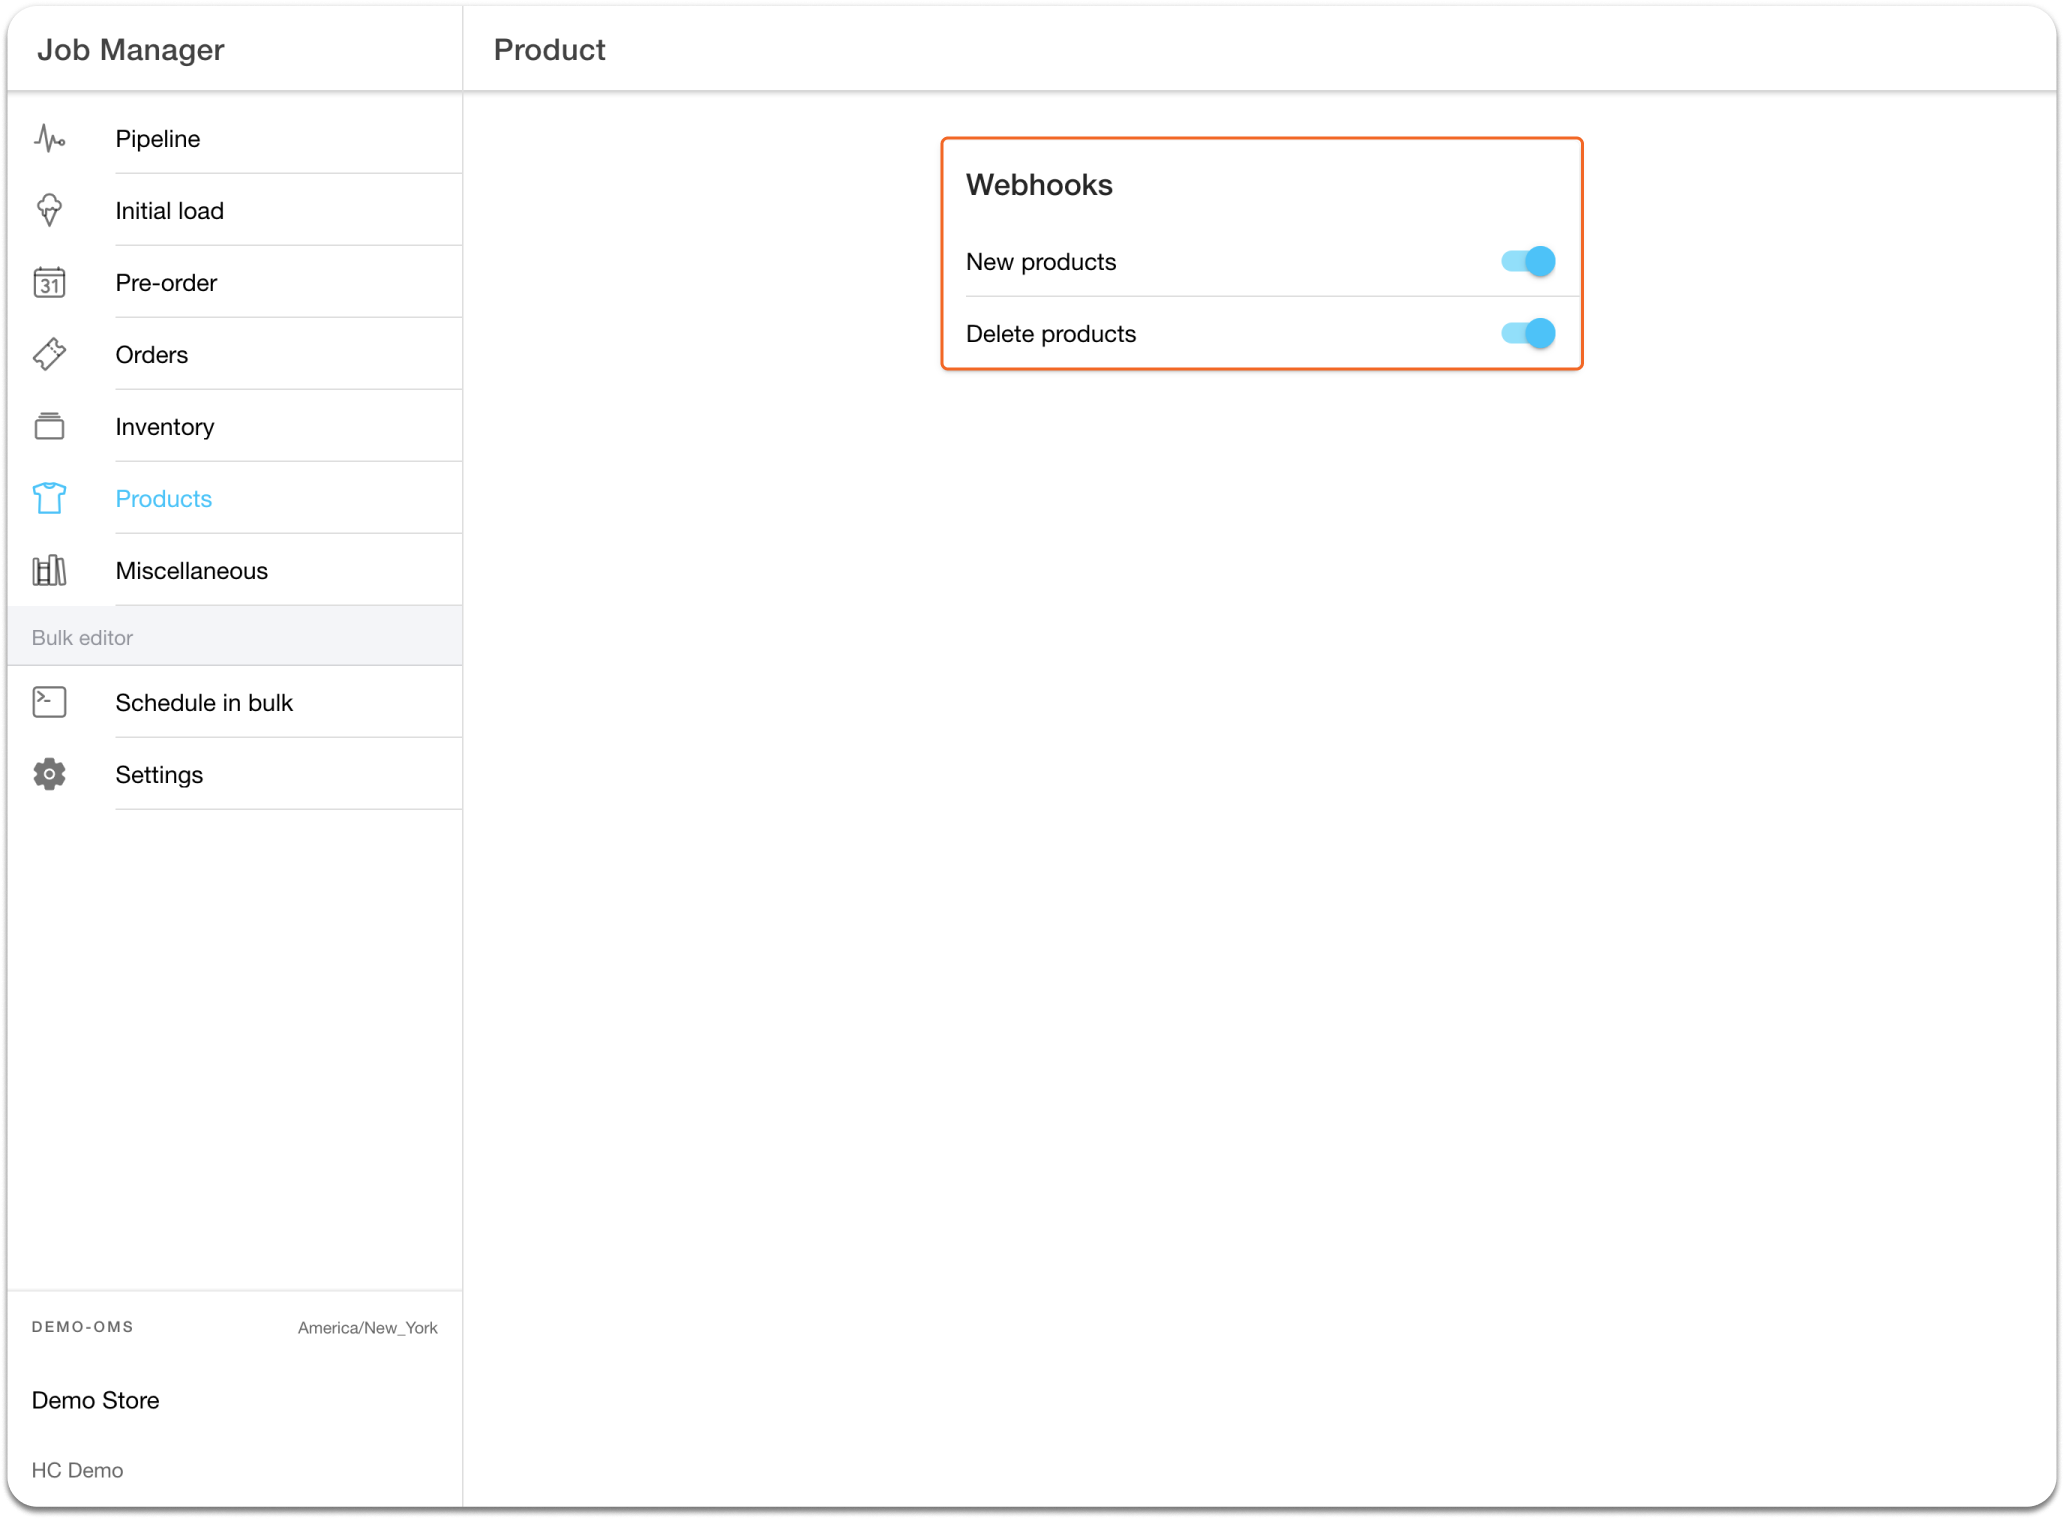 Job Manager
Product
Pipeline
Initial load
31
Pre-order
Orders
Inventory
Products
Miscellaneous
Bulk editor
Schedule in bulk
Settings
Webhooks
New products
Delete products
DEMO-OMS
America/New_York
Demo Store
HC Demo